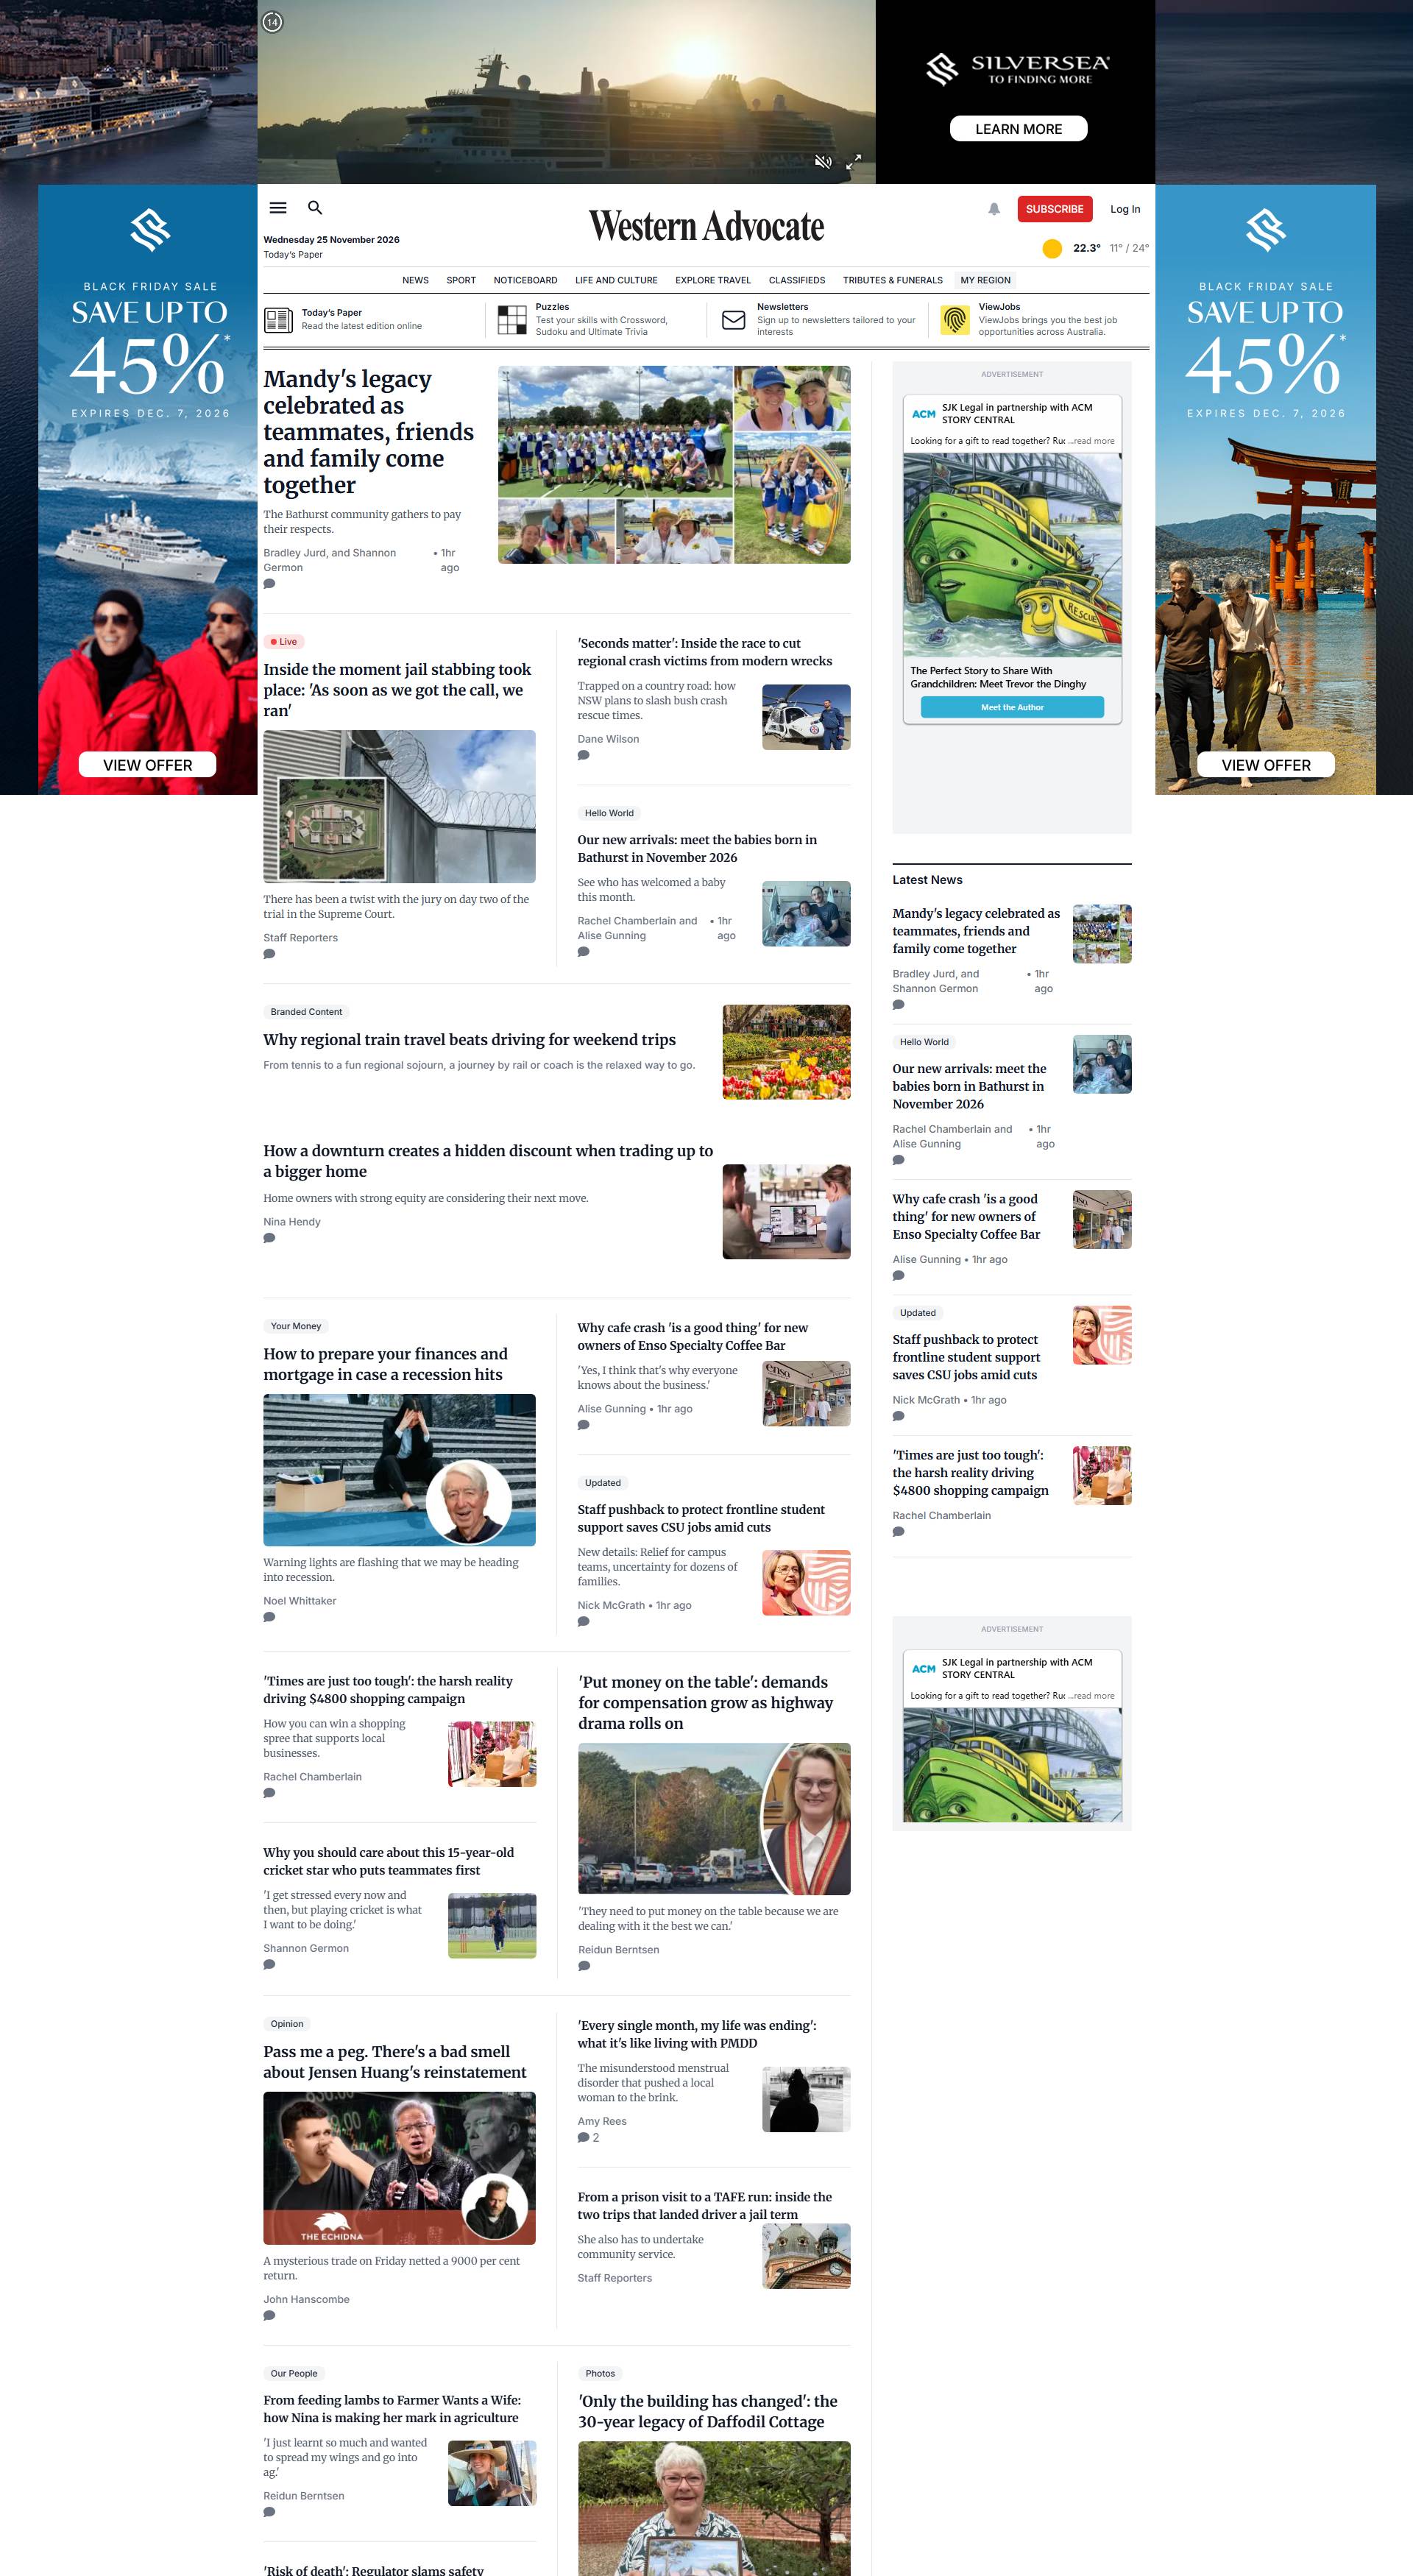 14
SILVERSEA®
TO FINDING MORE
LEARN MORE
BLACK FRIDAY SALE
SAVE UP TO
45%*
EXPIRES DEC. 7, 2026
VIEW OFFER
BLACK FRIDAY SALE
SAVE UP TO
45%*
EXPIRES DEC. 7, 2026
VIEW OFFER
Western Advocate
SUBSCRIBE
Log In
Wednesday 25 November 2026
Today's Paper
22.3° 11° / 24°
NEWS SPORT NOTICEBOARD LIFE AND CULTURE EXPLORE TRAVEL CLASSIFIEDS TRIBUTES & FUNERALS MY REGION
Today's Paper
Read the latest edition online
Puzzles
Test your skills with Crossword,
Sudoku and Ultimate Trivia
Newsletters
Sign up to newsletters tailored to your
interests
ViewJobs
ViewJobs brings you the best job
opportunities across Australia.
Mandy's legacy
celebrated as
teammates, friends
and family come
together
The Bathurst community gathers to pay
their respects.
Bradley Jurd, and Shannon
Germon
• 1hr
ago
Live
Inside the moment jail stabbing took
place: 'As soon as we got the call, we
ran'
There has been a twist with the jury on day two of the
trial in the Supreme Court.
Staff Reporters
'Seconds matter': Inside the race to cut
regional crash victims from modern wrecks
Trapped on a country road: how
NSW plans to slash bush crash
rescue times.
Dane Wilson
Hello World
Our new arrivals: meet the babies born in
Bathurst in November 2026
See who has welcomed a baby
this month.
Rachel Chamberlain and
Alise Gunning
• 1hr
ago
Branded Content
Why regional train travel beats driving for weekend trips
From tennis to a fun regional sojourn, a journey by rail or coach is the relaxed way to go.
How a downturn creates a hidden discount when trading up to
a bigger home
Home owners with strong equity are considering their next move.
Nina Hendy
Your Money
How to prepare your finances and
mortgage in case a recession hits
Warning lights are flashing that we may be heading
into recession.
Noel Whittaker
Why cafe crash 'is a good thing' for new
owners of Enso Specialty Coffee Bar
'Yes, I think that's why everyone
knows about the business.'
Alise Gunning • 1hr ago
enso
Updated
Staff pushback to protect frontline student
support saves CSU jobs amid cuts
New details: Relief for campus
teams, uncertainty for dozens of
families.
Nick McGrath • 1hr ago
'Times are just too tough': the harsh reality
driving $4800 shopping campaign
How you can win a shopping
spree that supports local
businesses.
Rachel Chamberlain
Why you should care about this 15-year-old
cricket star who puts teammates first
'I get stressed every now and
then, but playing cricket is what
I want to be doing.'
Shannon Germon
'Put money on the table': demands
for compensation grow as highway
drama rolls on
'They need to put money on the table because we are
dealing with it the best we can.'
Reidun Berntsen
Opinion
Pass me a peg. There's a bad smell
about Jensen Huang's reinstatement
THE ECHIDNA
A mysterious trade on Friday netted a 9000 per cent
return.
John Hanscombe
'Every single month, my life was ending':
what it's like living with PMDD
The misunderstood menstrual
disorder that pushed a local
woman to the brink.
Amy Rees
2
From a prison visit to a TAFE run: inside the
two trips that landed driver a jail term
She also has to undertake
community service.
Staff Reporters
Our People
From feeding lambs to Farmer Wants a Wife:
how Nina is making her mark in agriculture
'I just learnt so much and wanted
to spread my wings and go into
ag.'
Reidun Berntsen
'Risk of death': Regulator slams safety
Photos
'Only the building has changed': the
30-year legacy of Daffodil Cottage
ADVERTISEMENT
ACM
SJK Legal in partnership with ACM
STORY CENTRAL
Looking for a gift to read together? Ru ...read more
RESCUE
The Perfect Story to Share With
Grandchildren: Meet Trevor the Dinghy
Meet the Author
Latest News
Mandy's legacy celebrated as
teammates, friends and
family come together
Bradley Jurd, and
Shannon Germon
• 1hr
ago
Hello World
Our new arrivals: meet the
babies born in Bathurst in
November 2026
Rachel Chamberlain and
Alise Gunning
• 1hr
ago
Why cafe crash 'is a good
thing' for new owners of
Enso Specialty Coffee Bar
Alise Gunning • 1hr ago
Updated
Staff pushback to protect
frontline student support
saves CSU jobs amid cuts
Nick McGrath • 1hr ago
'Times are just too tough':
the harsh reality driving
$4800 shopping campaign
Rachel Chamberlain
ADVERTISEMENT
ACM
SJK Legal in partnership with ACM
STORY CENTRAL
Looking for a gift to read together? Ru ...read more